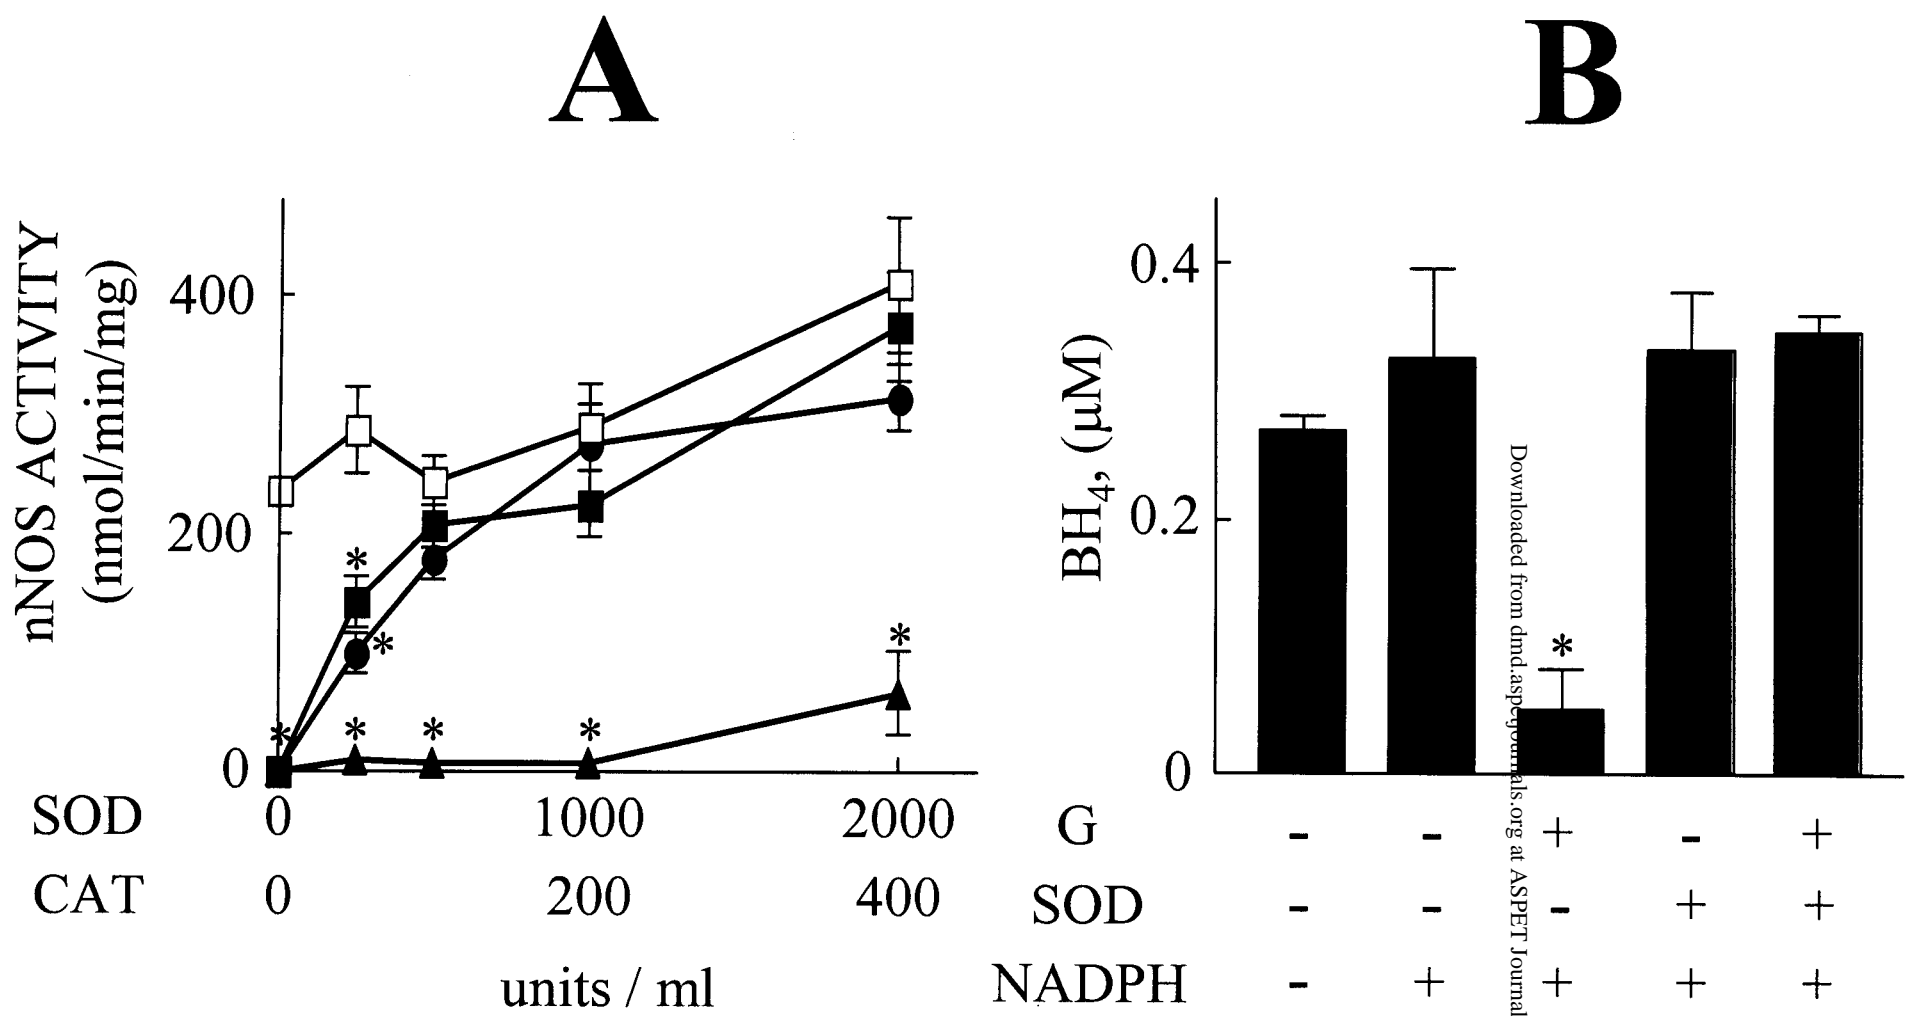 A
B
nNOS ACTIVITY
(nmol/min/mg)
400
200
0
*
*
*
*
*
*
*
SOD 0 1000 2000
CAT 0 200 400
units / ml
BH4, (μM)
0.4
0.2
0
*
G - - + - +
SOD - - - + +
NADPH - + + + +
Downloaded from dmd.aspetjournals.org at ASPET Journal